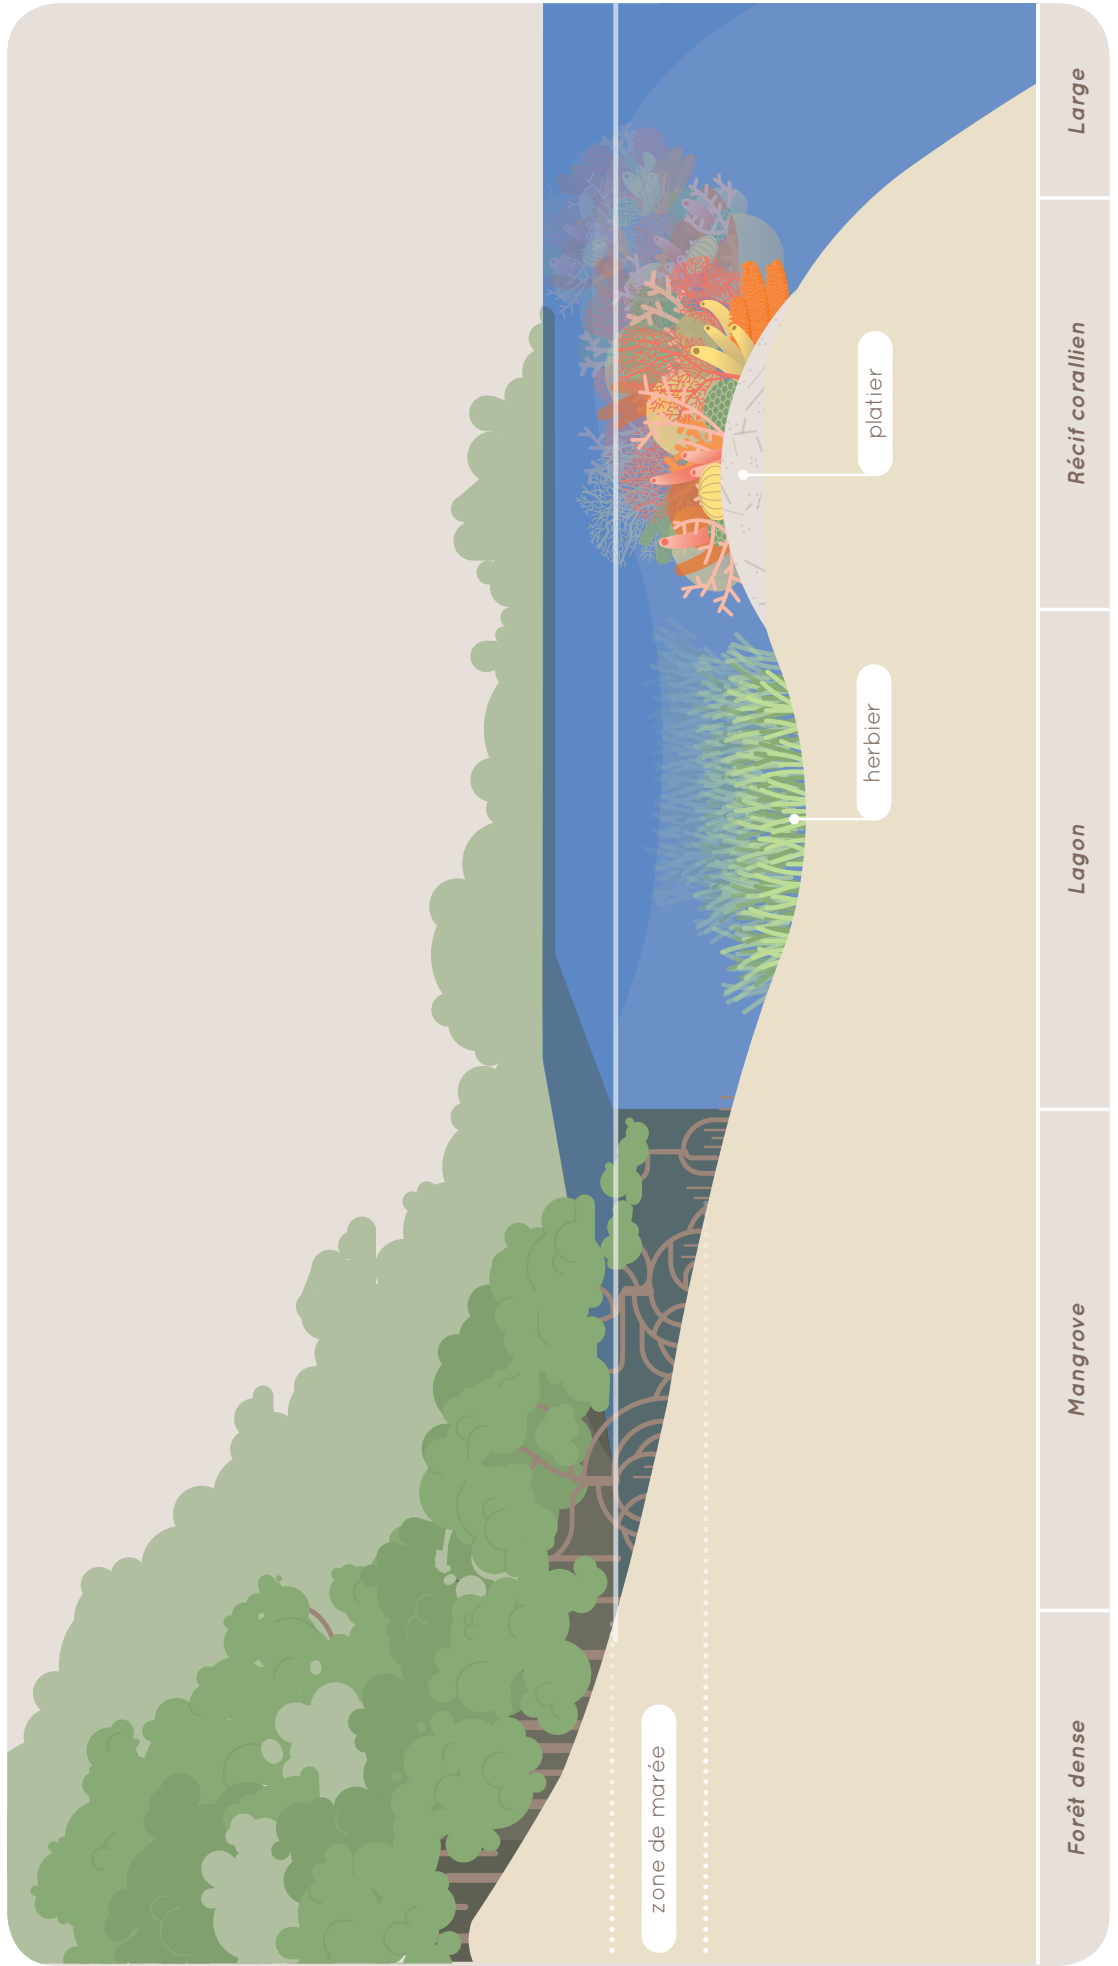 zone de marée
herbier
platier
Forêt dense
Mangrove
Lagon
Récif corallien
Large